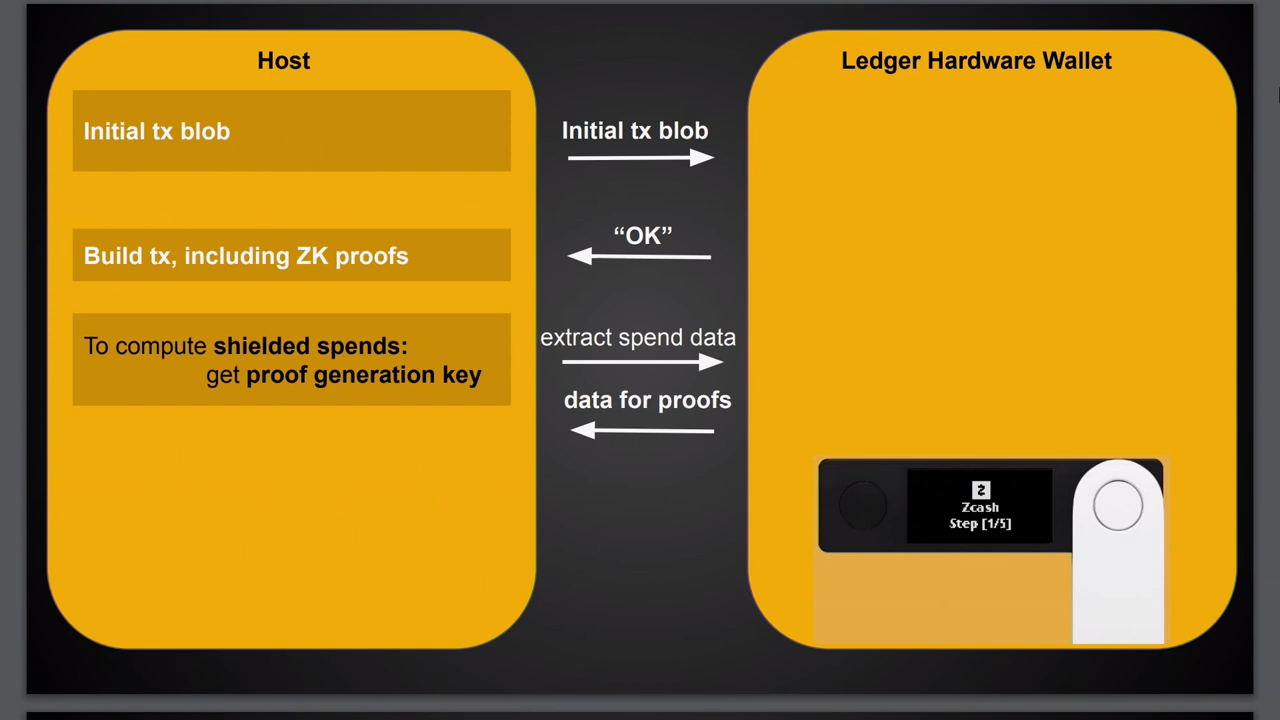 Host
Initial tx blob
Build tx, including ZK proofs
To compute shielded spends:
get proof generation key
Initial tx blob
“OK”
extract spend data
data for proofs
Ledger Hardware Wallet
Zcash
Step [1/5]